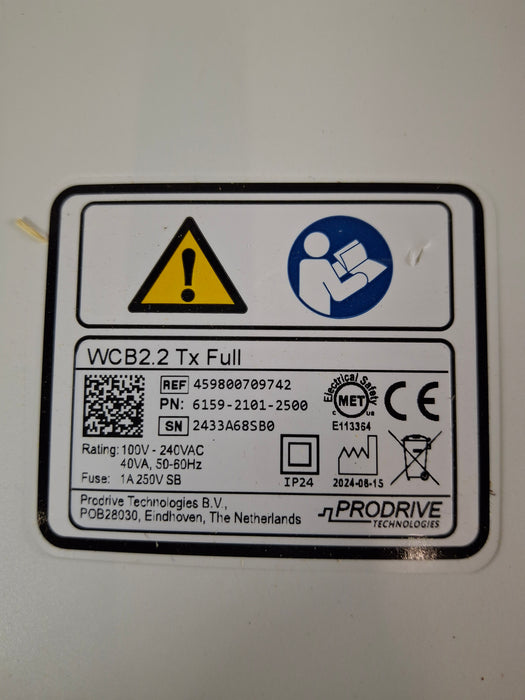 WCB2.2 Tx Full
REF 459800709742
PN: 6159-2101-2500
SN 2433A68SB0
Electrical Safety
MET
C US
E113364
CE
Rating: 100V - 240VAC
40VA, 50-60Hz
Fuse: 1A 250V SB
IP24
2024-08-15
Prodrive Technologies B.V.,
POB28030, Eindhoven, The Netherlands
PRODRIVE
TECHNOLOGIES